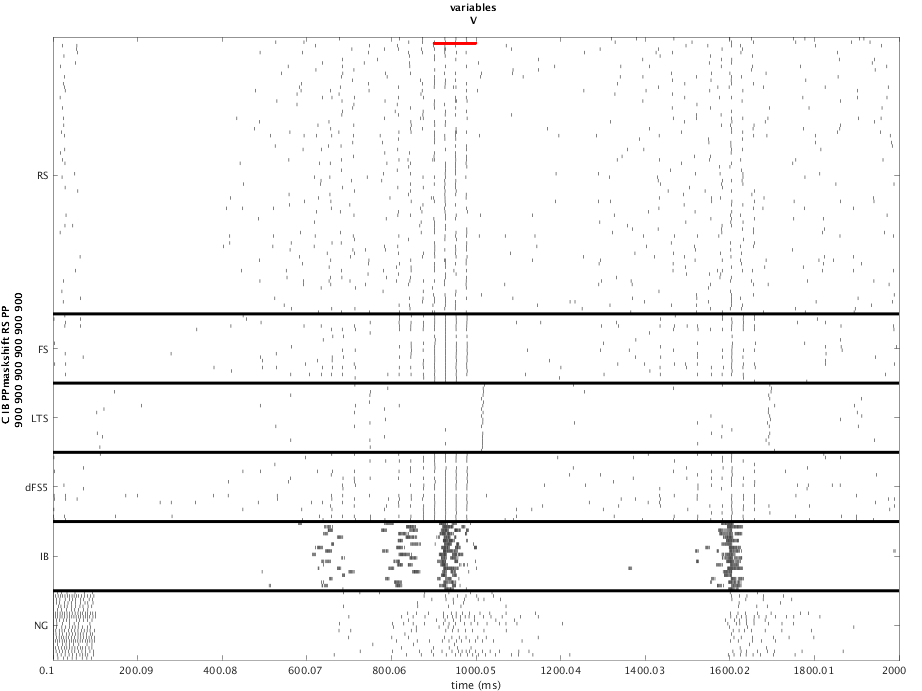 variables
V
C IB PPmaskshift RS PP
900 900 900 900 900 900
RS
FS
LTS
dFS5
IB
NG
0.1 200.09 400.08 600.07 800.06 1000.05 1200.04 1400.03 1600.02 1800.01 2000
time (ms)